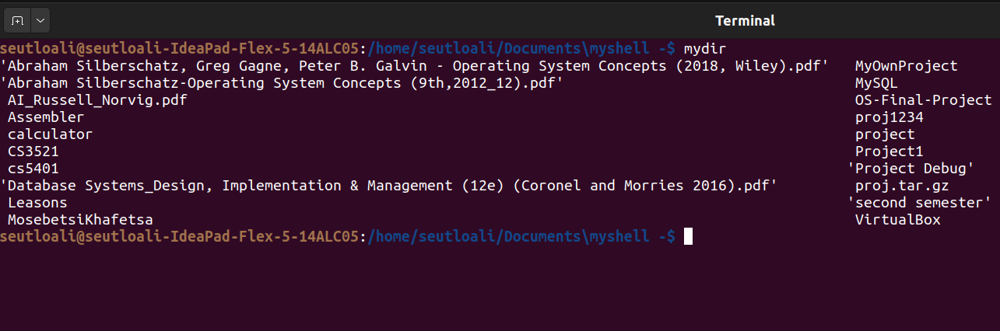 Terminal
seutloali@seutloali-IdeaPad-Flex-5-14ALC05:/home/seutloali/Documents\myshell -$ mydir
'Abraham Silberschatz, Greg Gagne, Peter B. Galvin - Operating System Concepts (2018, Wiley).pdf'   MyOwnProject
'Abraham Silberschatz-Operating System Concepts (9th,2012_12).pdf'   MySQL
AI_Russell_Norvig.pdf   OS-Final-Project
Assembler   proj1234
calculator   project
CS3521   Project1
cs5401   'Project Debug'
'Database Systems_Design, Implementation & Management (12e) (Coronel and Morries 2016).pdf'   proj.tar.gz
Leasons   'second semester'
MosebetsiKhafetsa   VirtualBox
seutloali@seutloali-IdeaPad-Flex-5-14ALC05:/home/seutloali/Documents\myshell -$